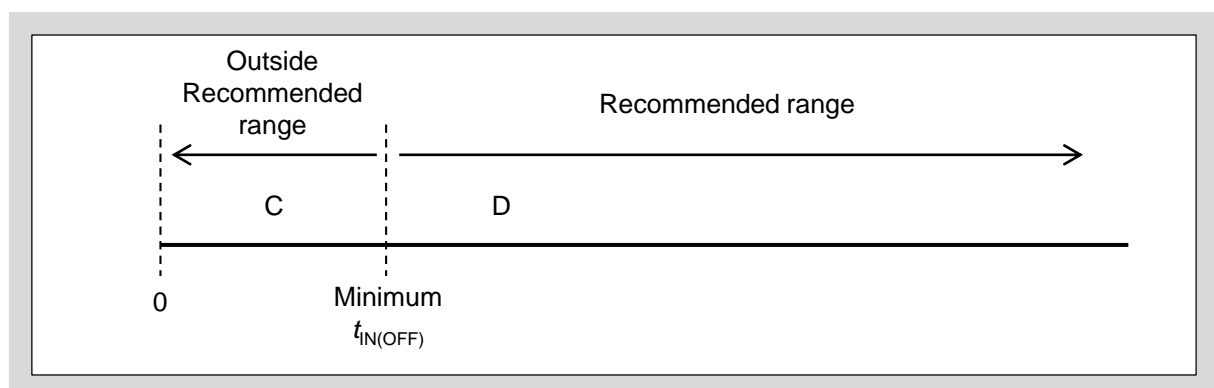 Outside
Recommended
range
Recommended range
C
D
0
Minimum
tIN(OFF)